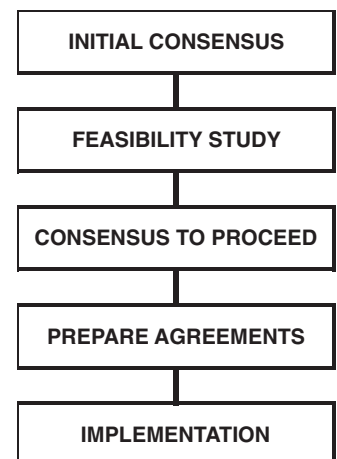 INITIAL CONSENSUS
FEASIBILITY STUDY
CONSENSUS TO PROCEED
PREPARE AGREEMENTS
IMPLEMENTATION